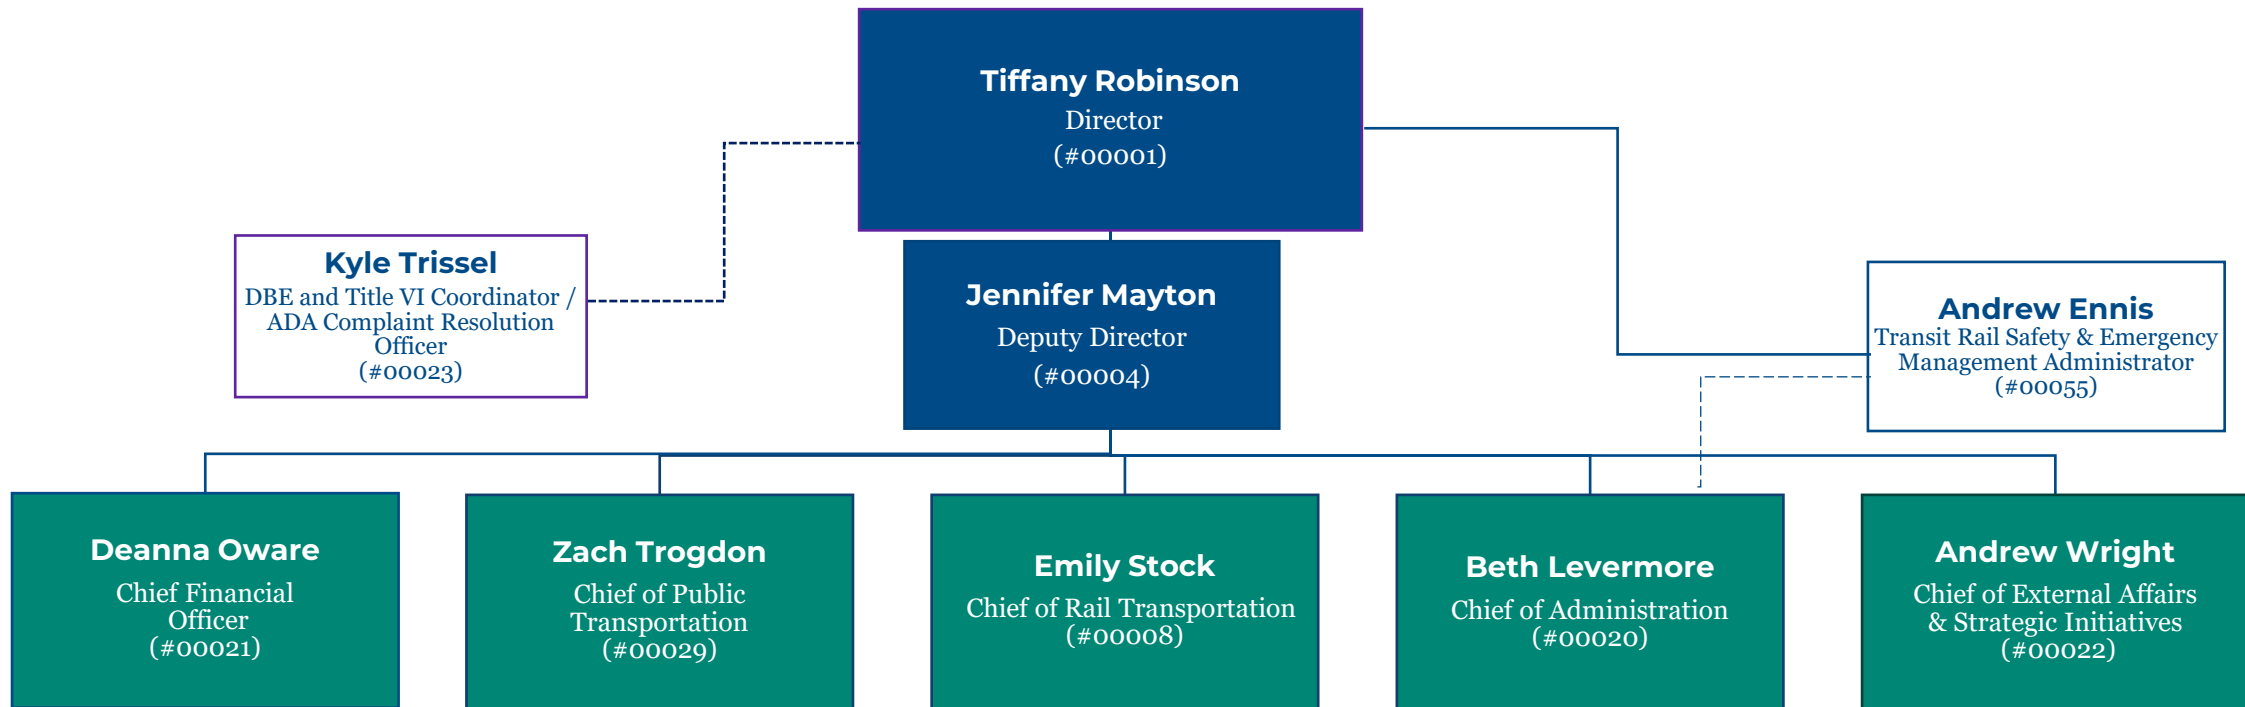 Tiffany Robinson
Director
(#00001)
Kyle Trissel
DBE and Title VI Coordinator /
ADA Complaint Resolution
Officer
(#00023)
Jennifer Mayton
Deputy Director
(#00004)
Andrew Ennis
Transit Rail Safety & Emergency
Management Administrator
(#00055)
Deanna Oware
Chief Financial
Officer
(#00021)
Zach Trogdon
Chief of Public
Transportation
(#00029)
Emily Stock
Chief of Rail Transportation
(#00008)
Beth Levermore
Chief of Administration
(#00020)
Andrew Wright
Chief of External Affairs
& Strategic Initiatives
(#00022)